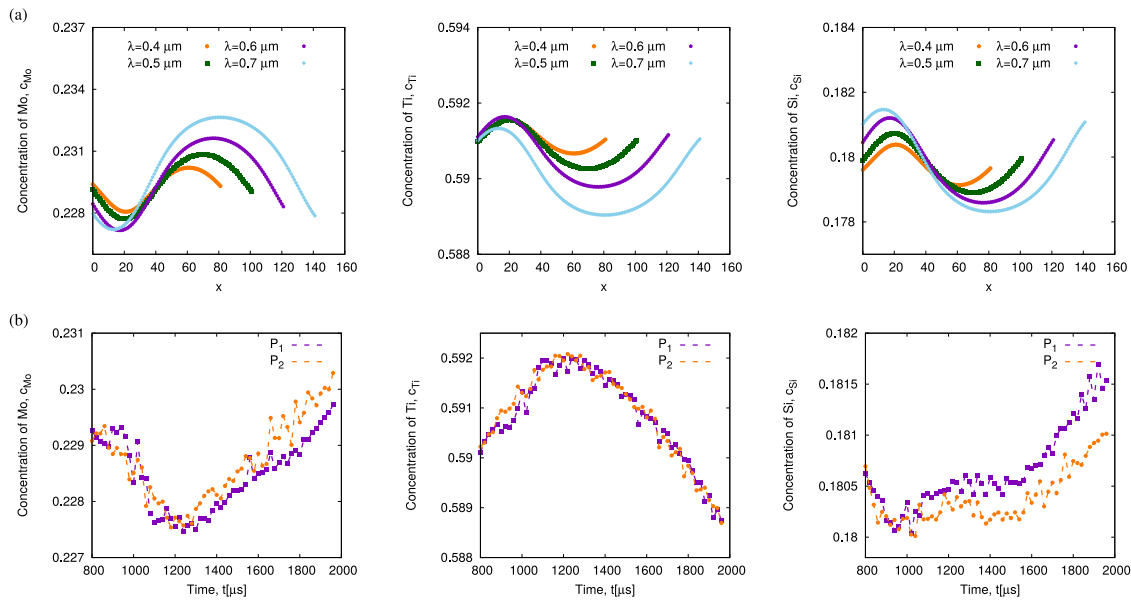 (a)
Concentration of Mo, c_Mo
0.237
0.234
0.231
0.228
λ=0.4 μm
λ=0.6 μm
λ=0.5 μm
λ=0.7 μm
0 20 40 60 80 100 120 140 160
x
Concentration of Ti, c_Ti
0.594
0.592
0.59
0.588
λ=0.4 μm
λ=0.6 μm
λ=0.5 μm
λ=0.7 μm
0 20 40 60 80 100 120 140 160
x
Concentration of Si, c_Si
0.184
0.182
0.18
0.178
λ=0.4 μm
λ=0.6 μm
λ=0.5 μm
λ=0.7 μm
0 20 40 60 80 100 120 140 160
x
(b)
Concentration of Mo, c_Mo
0.231
0.23
0.229
0.228
0.227
P_1
P_2
800 1000 1200 1400 1600 1800 2000
Time, t[μs]
Concentration of Ti, c_Ti
0.592
0.591
0.59
0.589
0.588
P_1
P_2
800 1000 1200 1400 1600 1800 2000
Time, t[μs]
Concentration of Si, c_Si
0.182
0.1815
0.181
0.1805
0.18
P_1
P_2
800 1000 1200 1400 1600 1800 2000
Time, t[μs]